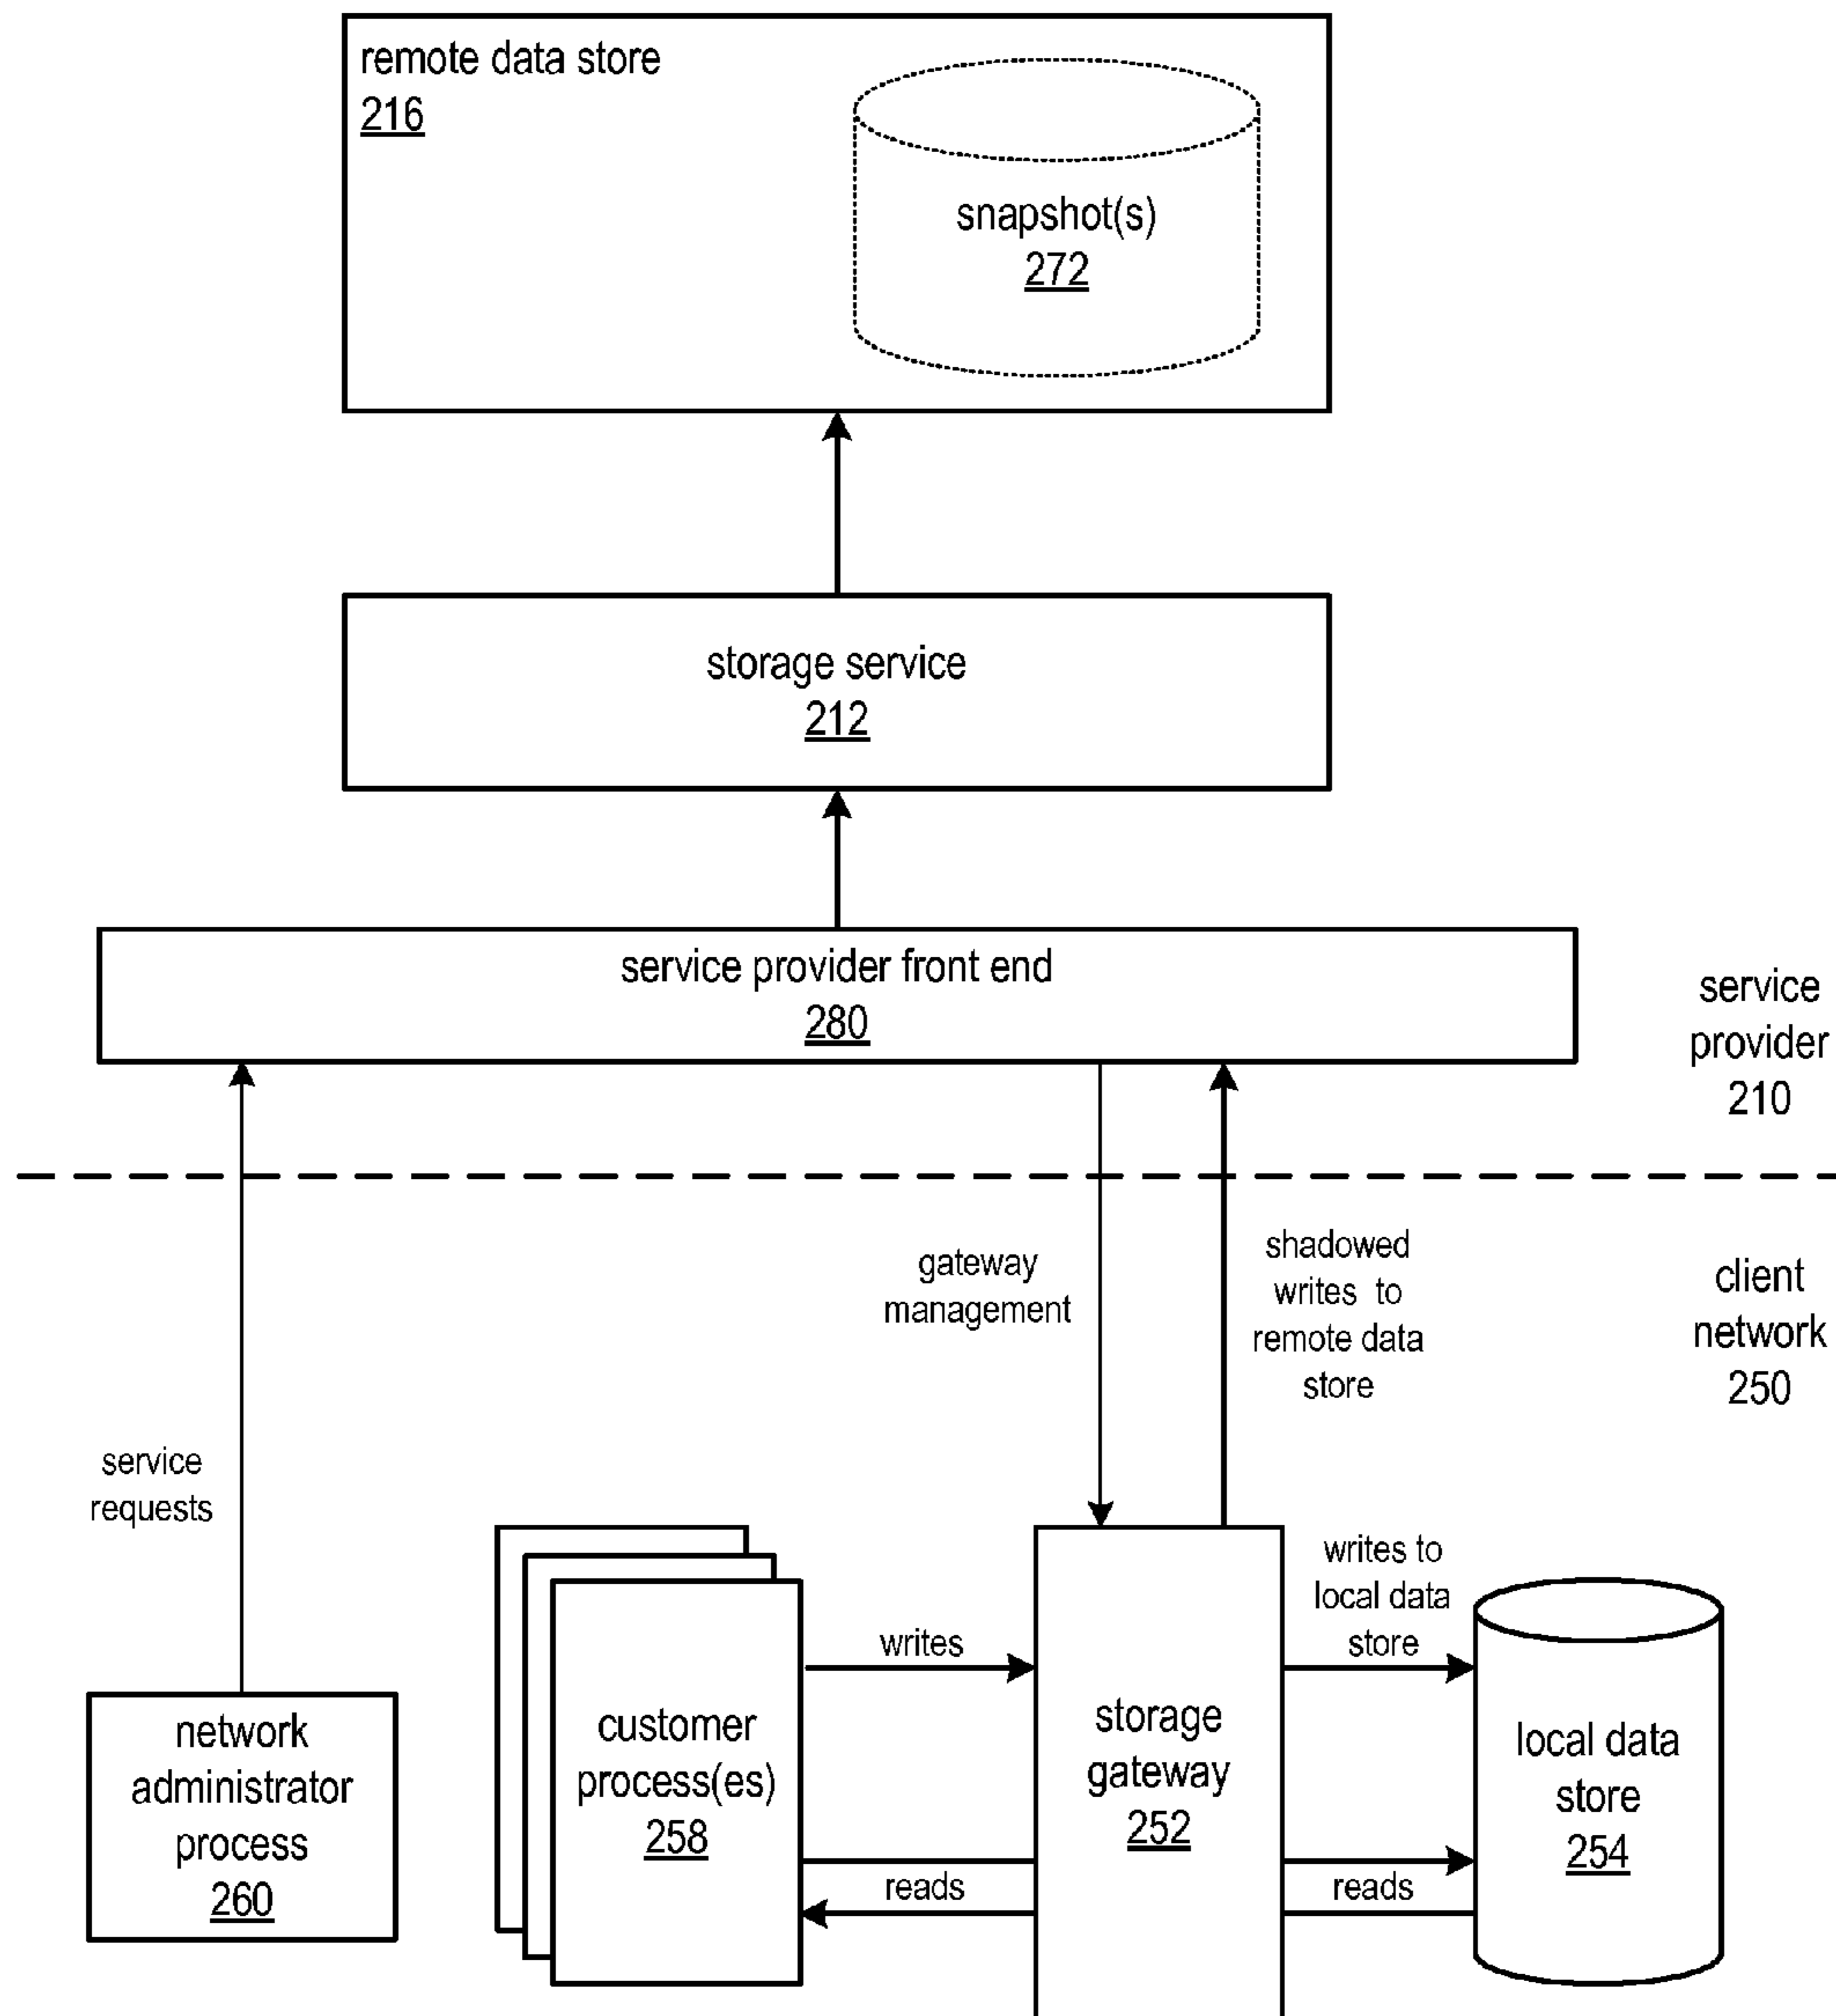 remote data store
216
snapshot(s)
272
storage service
212
service provider front end
280
service
provider
210
gateway
management
shadowed
writes to
remote data
store
client
network
250
service
requests
writes to
local data
store
writes
network
administrator
process
260
customer
process(es)
258
storage
gateway
252
local data
store
254
reads
reads